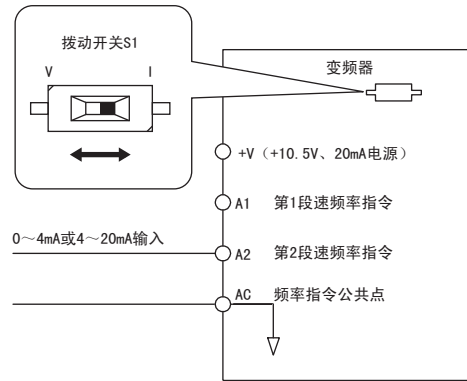 拨动开关S1
V I
变频器
+V（+10.5V、20mA电源）
A1 第1段速频率指令
0～4mA或4～20mA输入
A2 第2段速频率指令
AC 频率指令公共点